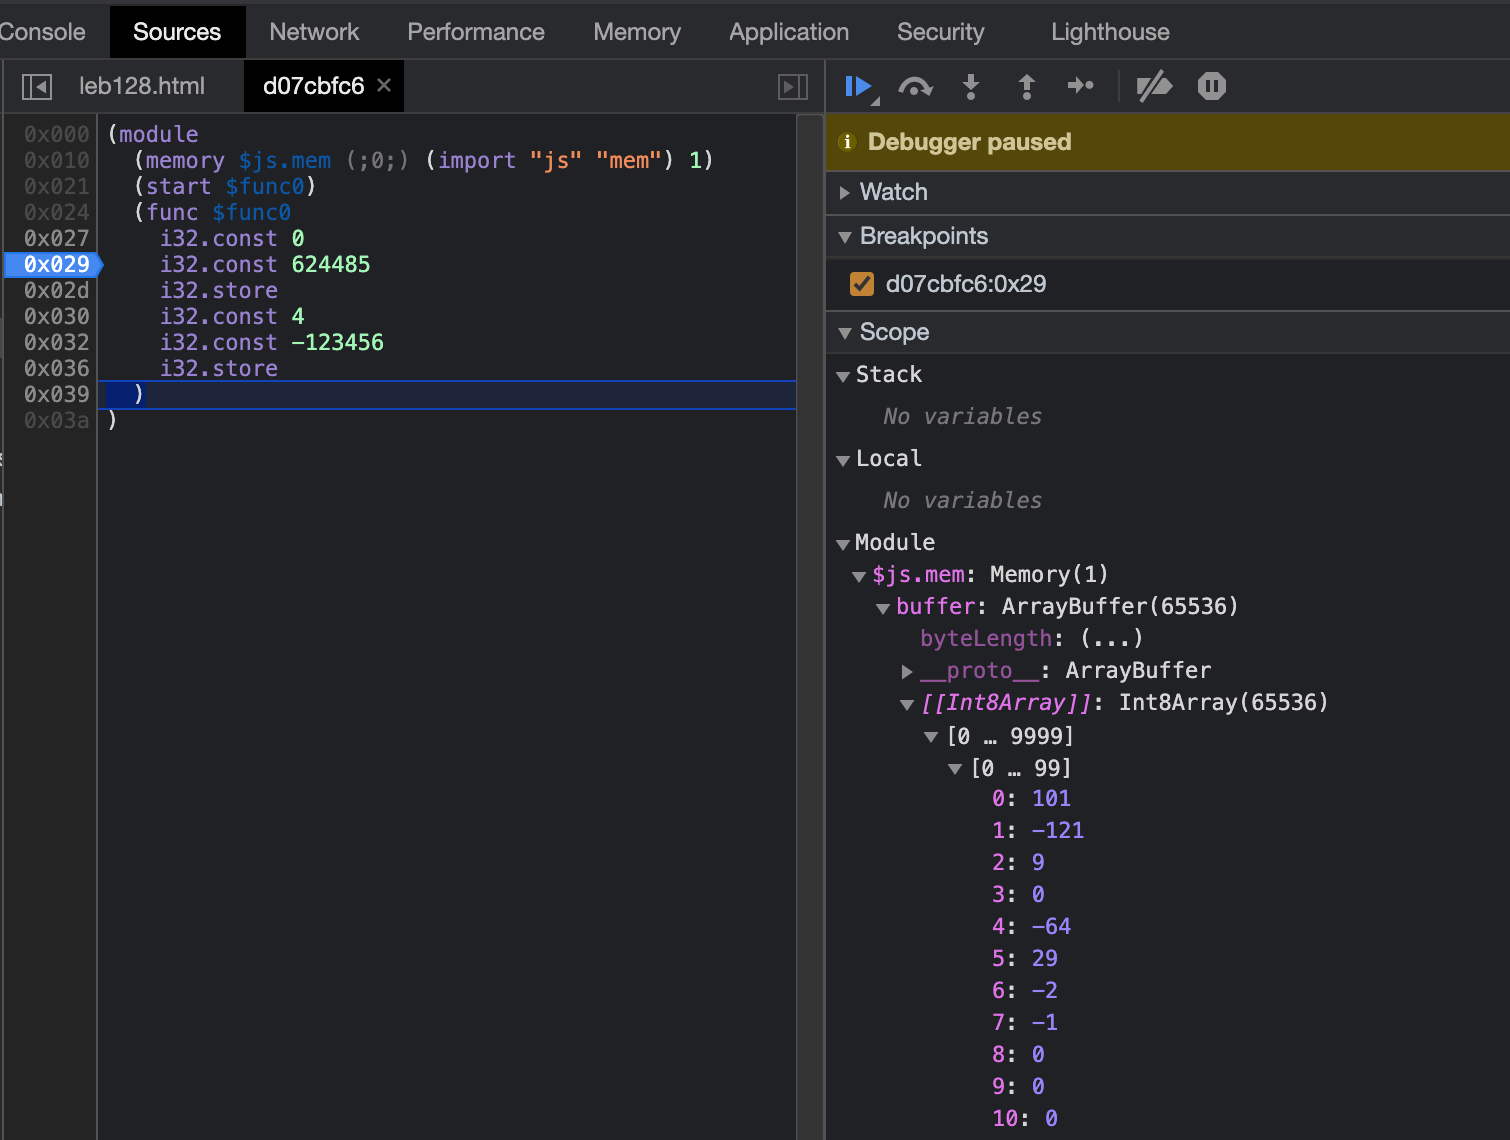 Console Sources Network Performance Memory Application Security Lighthouse
leb128.html d07cbfc6 ×
0x000 (module
0x010 (memory $js.mem (;0;) (import "js" "mem") 1)
0x021 (start $func0)
0x024 (func $func0
0x027 i32.const 0
0x029 i32.const 624485
0x02d i32.store
0x030 i32.const 4
0x032 i32.const -123456
0x036 i32.store
0x039 )
0x03a )
Debugger paused
Watch
Breakpoints
d07cbfc6:0x29
Scope
Stack
No variables
Local
No variables
Module
$js.mem: Memory(1)
buffer: ArrayBuffer(65536)
byteLength: (...)
__proto__: ArrayBuffer
[[Int8Array]]: Int8Array(65536)
[0 … 9999]
[0 … 99]
0: 101
1: -121
2: 9
3: 0
4: -64
5: 29
6: -2
7: -1
8: 0
9: 0
10: 0